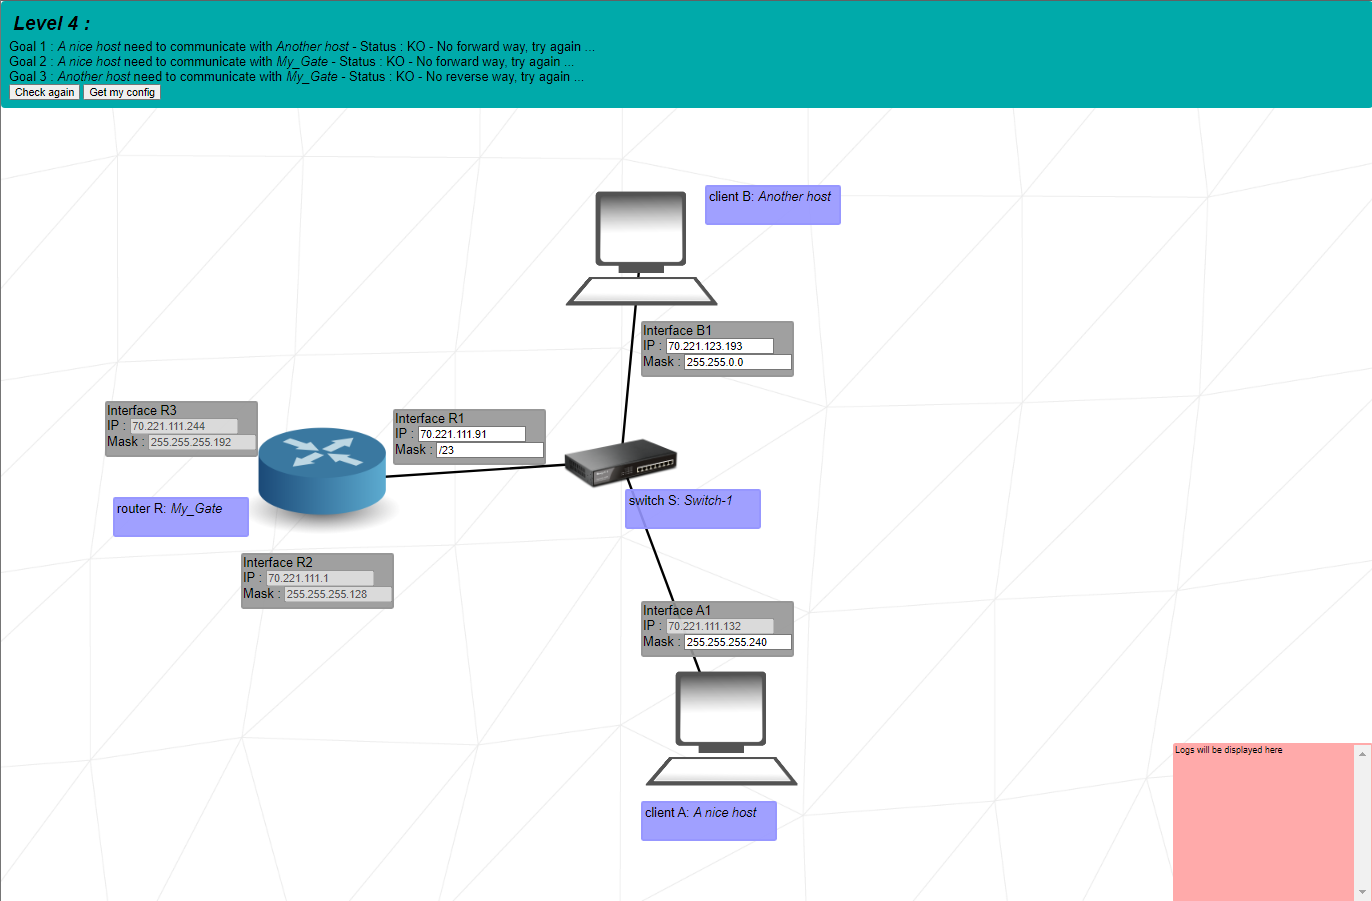 Level 4 :
Goal 1 : A nice host need to communicate with Another host - Status : KO - No forward way, try again ...
Goal 2 : A nice host need to communicate with My_Gate - Status : KO - No forward way, try again ...
Goal 3 : Another host need to communicate with My_Gate - Status : KO - No reverse way, try again ...
Check again Get my config
client B: Another host
Interface B1
IP : 70.221.123.193
Mask : 255.255.0.0
Interface R3
IP : 70.221.111.244
Mask : 255.255.255.192
Interface R1
IP : 70.221.111.91
Mask : /23
router R: My_Gate
switch S: Switch-1
Interface R2
IP : 70.221.111.1
Mask : 255.255.255.128
Interface A1
IP : 70.221.111.132
Mask : 255.255.255.240
client A: A nice host
Logs will be displayed here